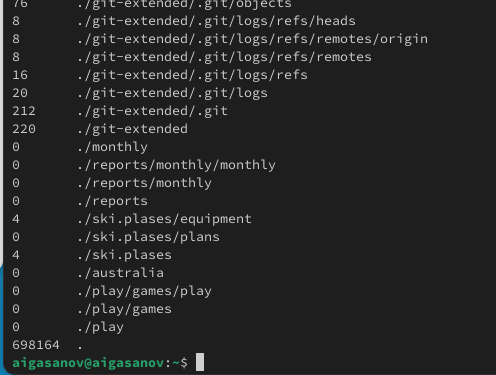 76 ./git-extended/.git/objects
8 ./git-extended/.git/logs/refs/heads
8 ./git-extended/.git/logs/refs/remotes/origin
8 ./git-extended/.git/logs/refs/remotes
16 ./git-extended/.git/logs/refs
20 ./git-extended/.git/logs
212 ./git-extended/.git
220 ./git-extended
0 ./monthly
0 ./reports/monthly/monthly
0 ./reports/monthly
0 ./reports
4 ./ski.plases/equipment
0 ./ski.plases/plans
4 ./ski.plases
0 ./australia
0 ./play/games/play
0 ./play/games
0 ./play
698164 .
aigasanov@aigasanov:~$